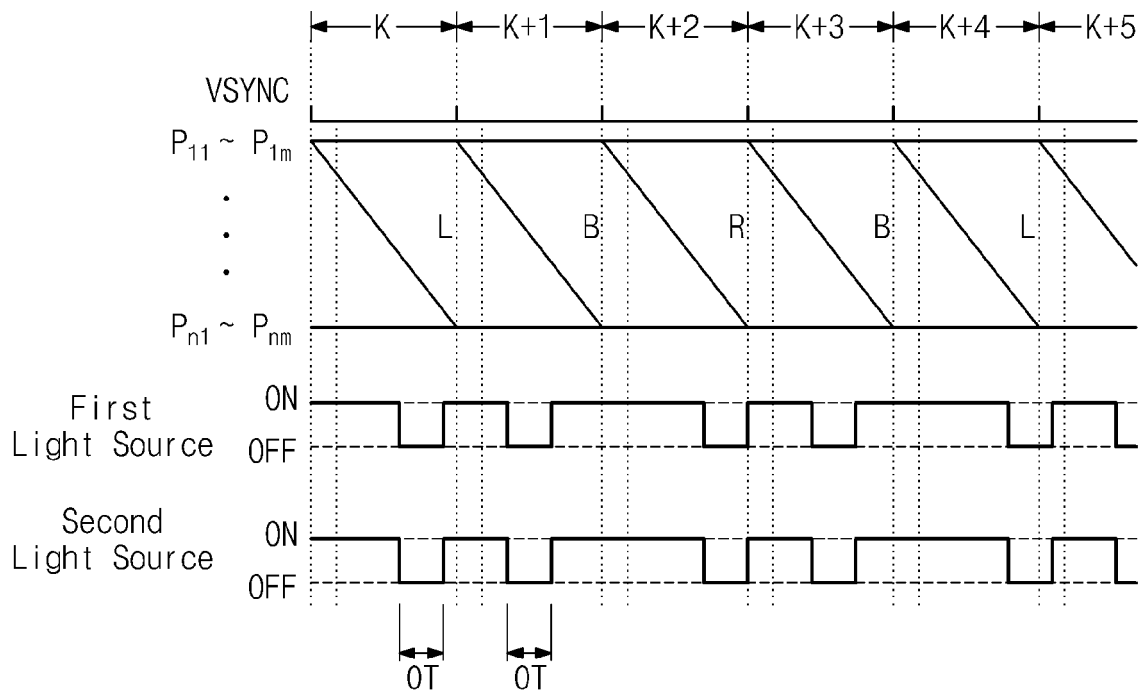 K K+1 K+2 K+3 K+4 K+5
VSYNC
P11 ~ P1m
L B R B L
Pn1 ~ Pnm
First
Light Source
ON
OFF
Second
Light Source
ON
OFF
OT OT